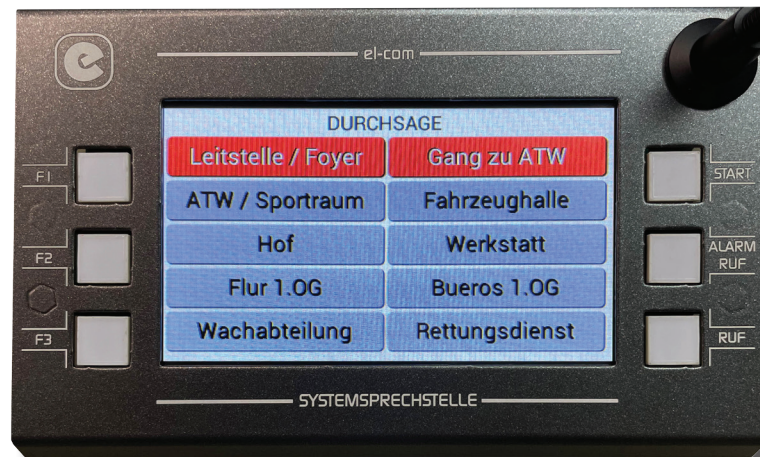 el-com
DURCHSAGE
Leitstelle / Foyer
Gang zu ATW
ATW / Sportraum
Fahrzeughalle
Hof
Werkstatt
Flur 1.OG
Bueros 1.OG
Wachabteilung
Rettungsdienst
F1
F2
F3
START
ALARM
RUF
RUF
SYSTEMSPRECHSTELLE